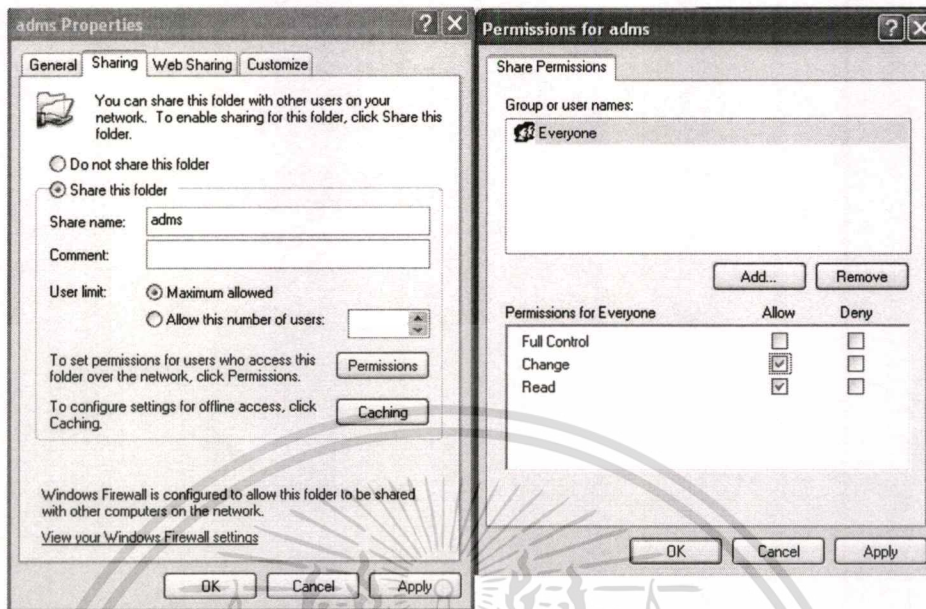 adms Properties
General Sharing Web Sharing Customize
You can share this folder with other users on your
network. To enable sharing for this folder, click Share this
folder.
Do not share this folder
Share this folder
Share name: adms
Comment:
User limit: Maximum allowed
Allow this number of users:
To set permissions for users who access this
folder over the network, click Permissions.
Permissions
To configure settings for offline access, click
Caching.
Caching
Windows Firewall is configured to allow this folder to be shared
with other computers on the network.
View your Windows Firewall settings
OK Cancel Apply
Permissions for adms
Share Permissions
Group or user names:
Everyone
Add... Remove
Permissions for Everyone Allow Deny
Full Control
Change
Read
OK Cancel Apply